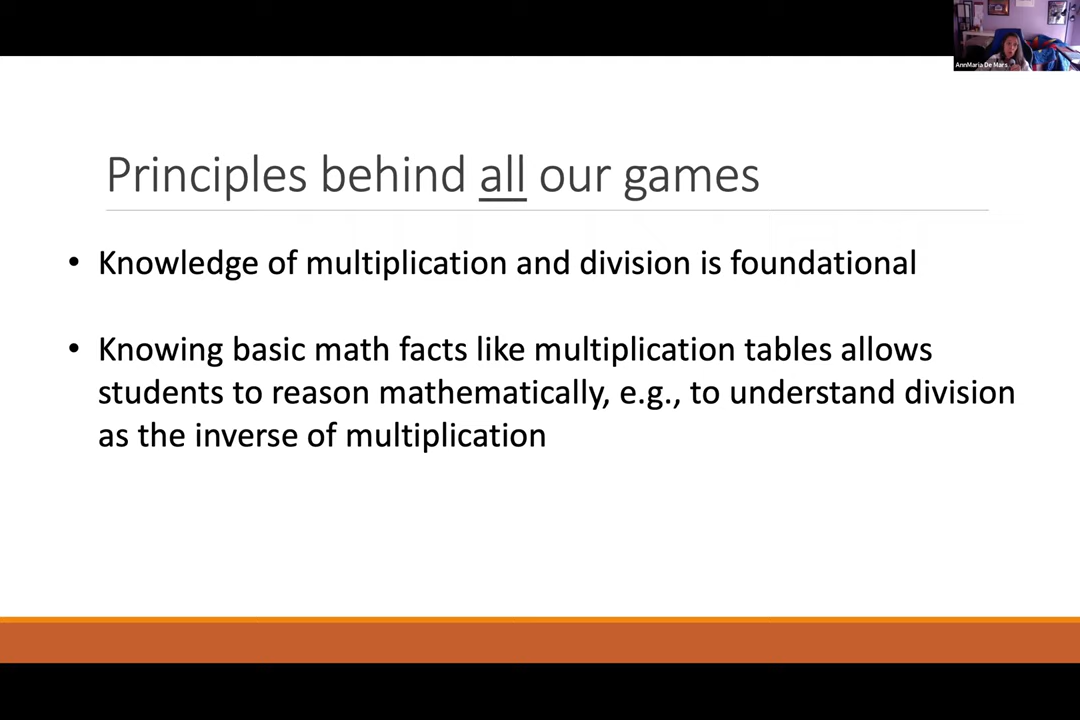 AnnMaria De Mars
Principles behind all our games
• Knowledge of multiplication and division is foundational
• Knowing basic math facts like multiplication tables allows
students to reason mathematically, e.g., to understand division
as the inverse of multiplication